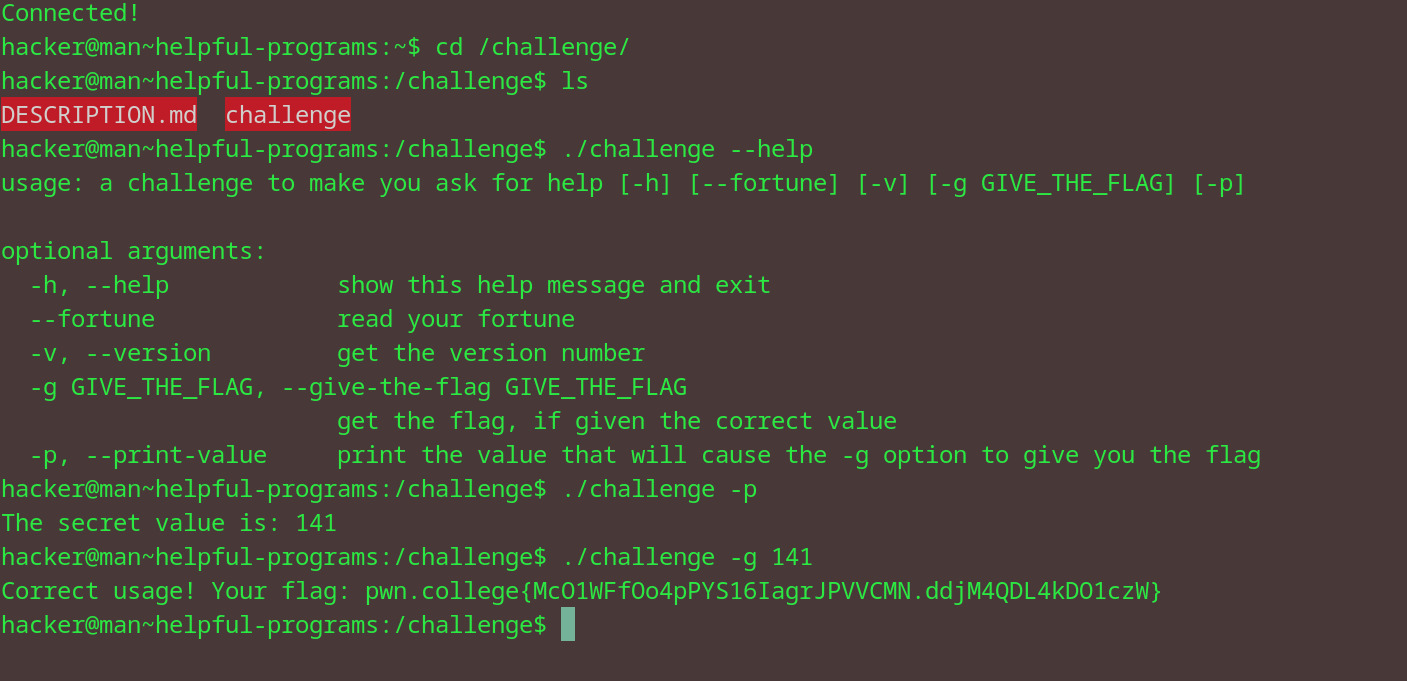 Connected!
hacker@man~helpful-programs:~$ cd /challenge/
hacker@man~helpful-programs:/challenge$ ls
DESCRIPTION.md  challenge
hacker@man~helpful-programs:/challenge$ ./challenge --help
usage: a challenge to make you ask for help [-h] [--fortune] [-v] [-g GIVE_THE_FLAG] [-p]

optional arguments:
  -h, --help            show this help message and exit
  --fortune             read your fortune
  -v, --version         get the version number
  -g GIVE_THE_FLAG, --give-the-flag GIVE_THE_FLAG
                        get the flag, if given the correct value
  -p, --print-value     print the value that will cause the -g option to give you the flag
hacker@man~helpful-programs:/challenge$ ./challenge -p
The secret value is: 141
hacker@man~helpful-programs:/challenge$ ./challenge -g 141
Correct usage! Your flag: pwn.college{McO1WFfOo4pPYS16IagrJPVVCMN.ddjM4QDL4kDO1czW}
hacker@man~helpful-programs:/challenge$